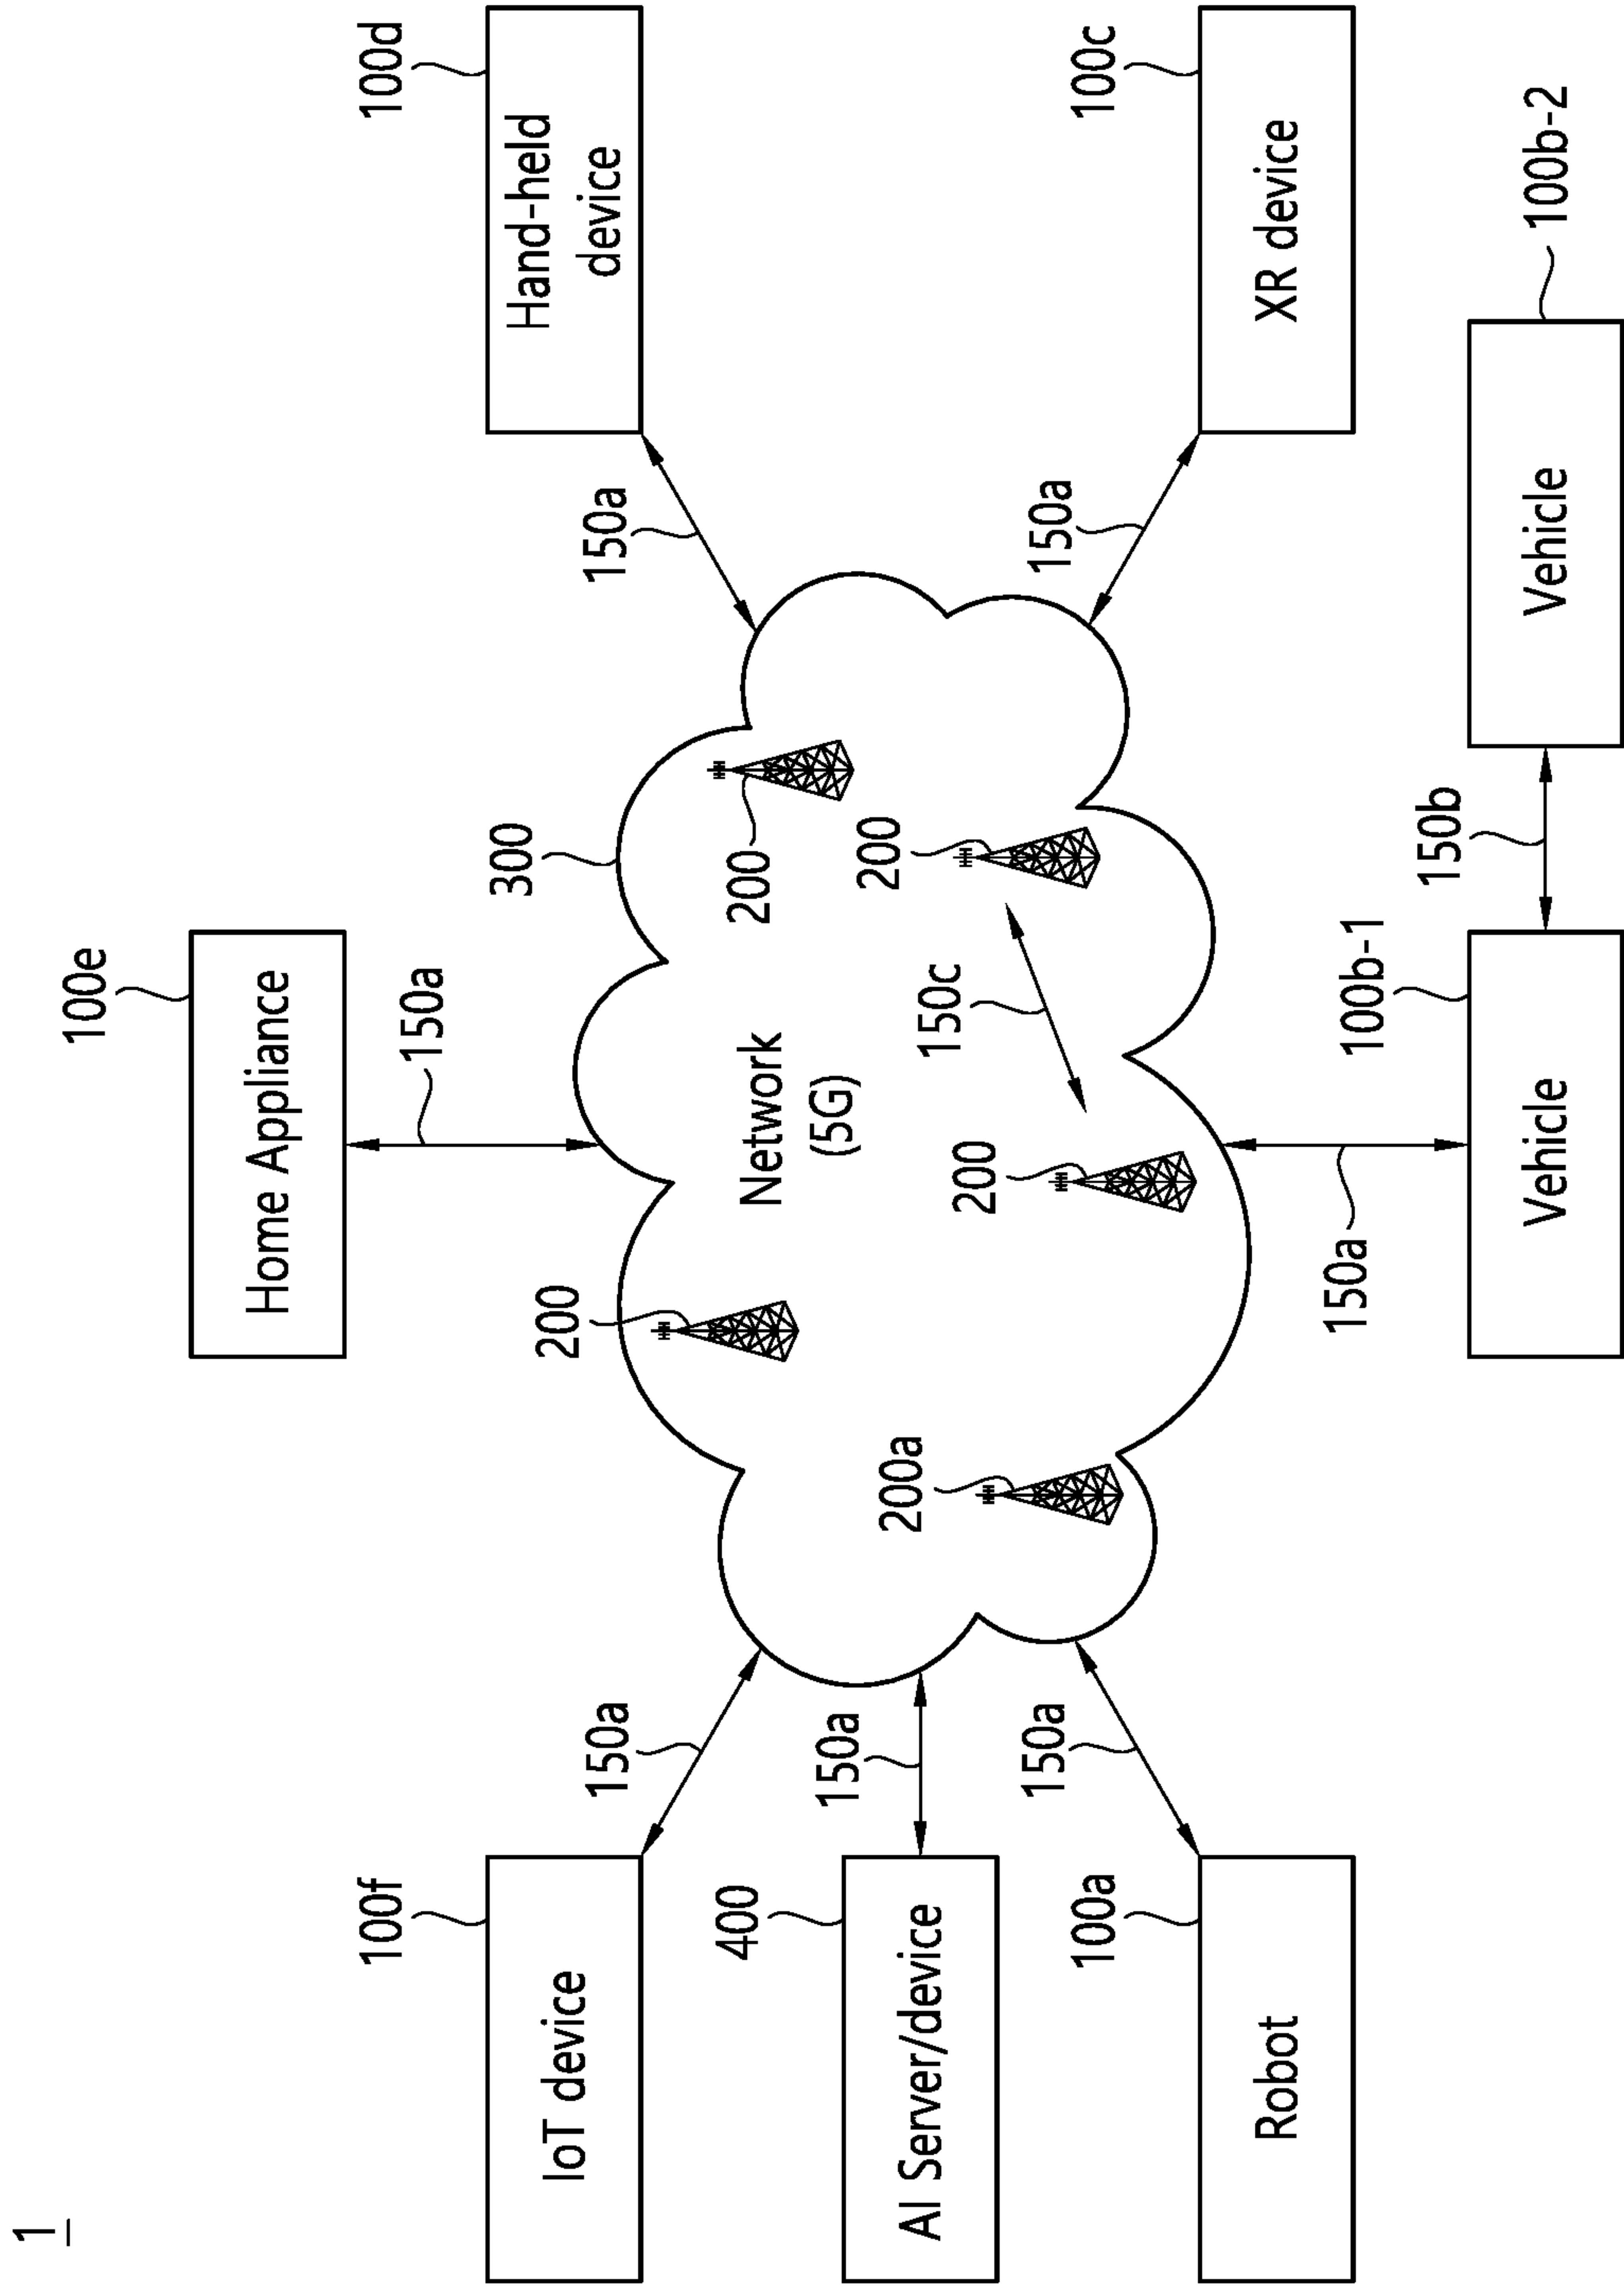 1
100e
Home Appliance
150a
100f
IoT device
150a
300
100d
Hand-held
device
150a
200
200
Network
(5G)
400
AI Server/device
150a
200a
200
150c
200
100a
Robot
150a
100c
XR device
150a
150a
100b-1
Vehicle
150b
100b-2
Vehicle